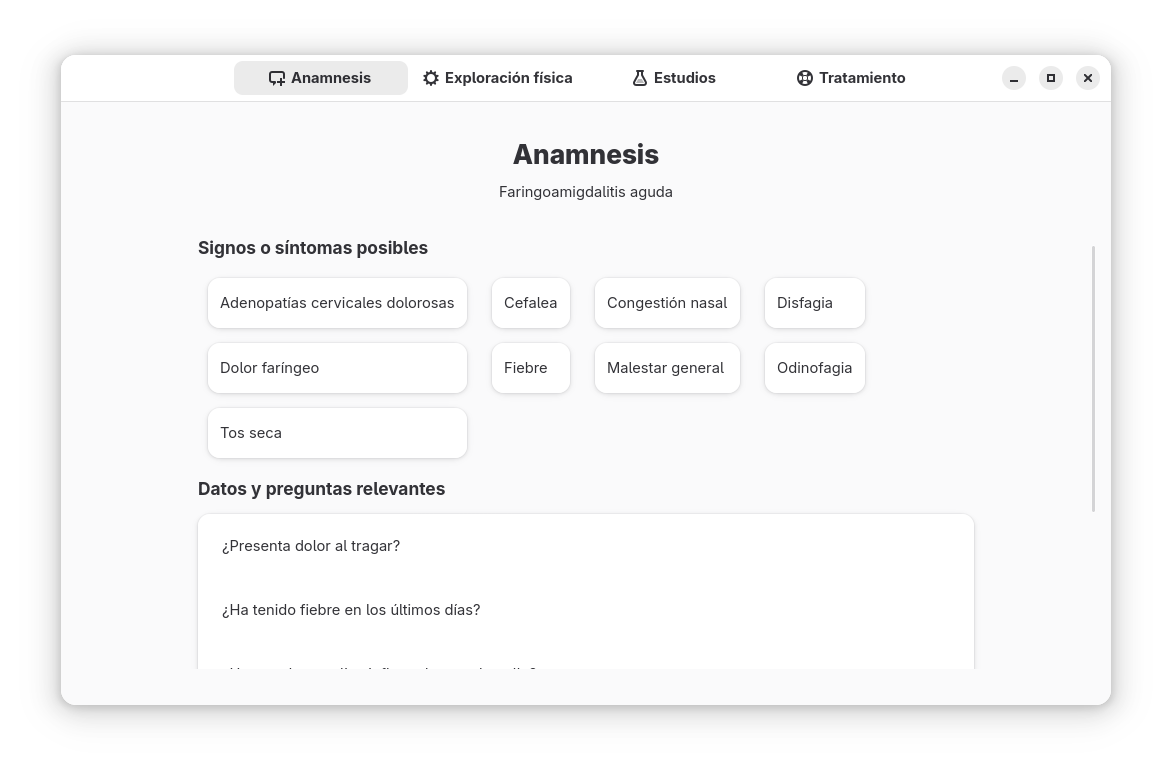 Anamnesis Exploración física Estudios Tratamiento
Anamnesis
Faringoamigdalitis aguda
Signos o síntomas posibles
Adenopatías cervicales dolorosas Cefalea Congestión nasal Disfagia
Dolor faríngeo Fiebre Malestar general Odinofagia
Tos seca
Datos y preguntas relevantes
¿Presenta dolor al tragar?
¿Ha tenido fiebre en los últimos días?